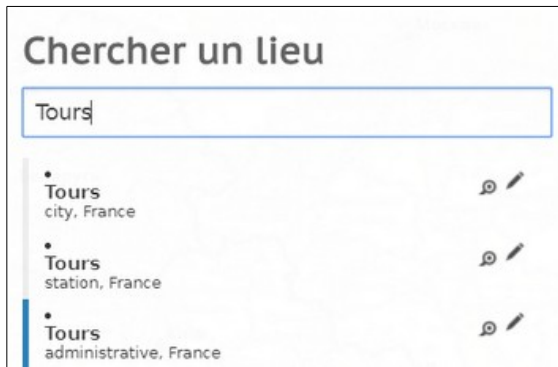 Chercher un lieu
Tours
Tours
city, France
Tours
station, France
Tours
administrative, France